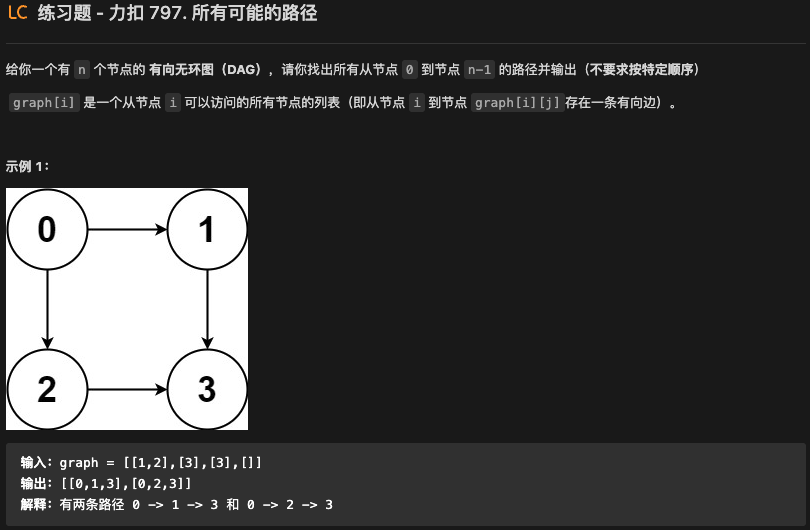 LC 练习题 - 力扣 797. 所有可能的路径
给你一个有 n 个节点的 有向无环图（DAG），请你找出所有从节点 0 到节点 n-1 的路径并输出（不要求按特定顺序）
graph[i] 是一个从节点 i 可以访问的所有节点的列表（即从节点 i 到节点 graph[i][j]存在一条有向边）。
示例 1：
0 1
2 3
输入：graph = [[1,2],[3],[3],[]]
输出：[[0,1,3],[0,2,3]]
解释：有两条路径 0 -> 1 -> 3 和 0 -> 2 -> 3